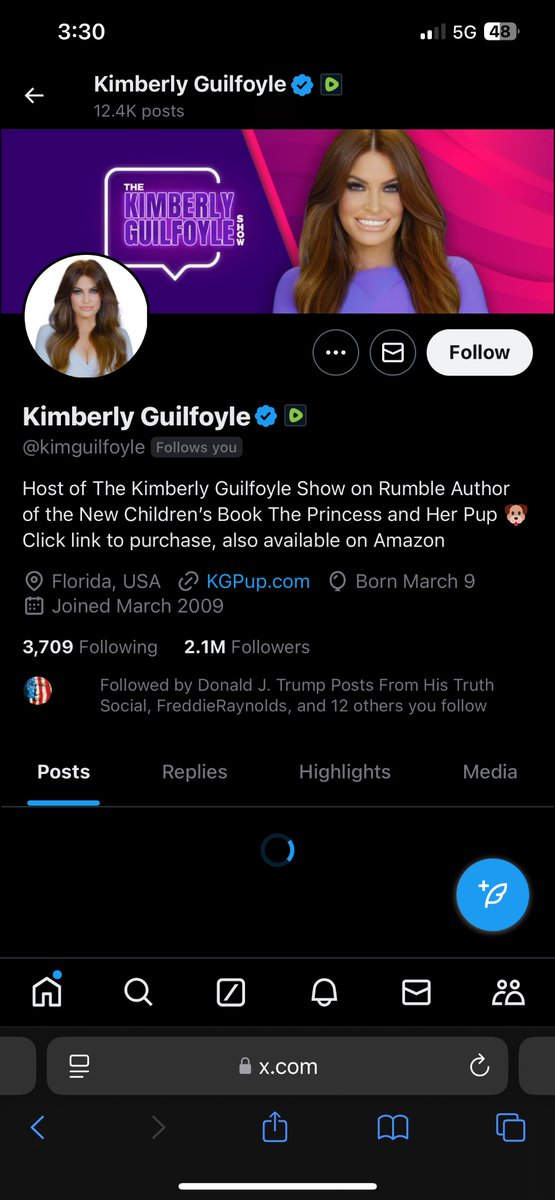 3:30
5G 48
Kimberly Guilfoyle
12.4K posts
THE
KIMBERLY
GUILFOYLE
SHOW
Follow
Kimberly Guilfoyle
@kimguilfoyle Follows you
Host of The Kimberly Guilfoyle Show on Rumble Author
of the New Children’s Book The Princess and Her Pup 🐶
Click link to purchase, also available on Amazon
Florida, USA KGPup.com Born March 9
Joined March 2009
3,709 Following 2.1M Followers
Followed by Donald J. Trump Posts From His Truth
Social, FreddieRaynolds, and 12 others you follow
Posts Replies Highlights Media
x.com